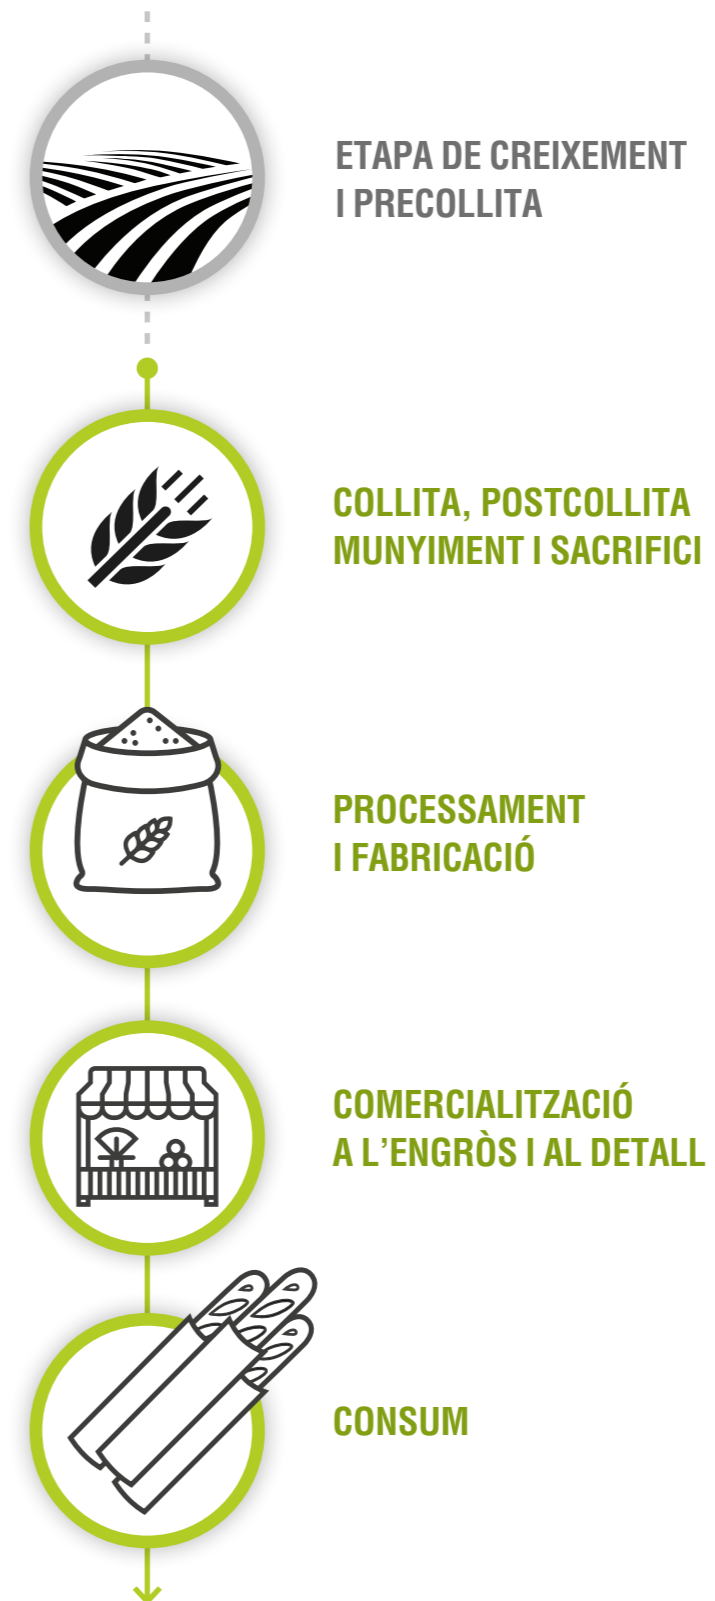 ETAPA DE CREIXEMENT
I PRECOLLITA
COLLITA, POSTCOLLITA
MUNYIMENT I SACRIFICI
PROCESSAMENT
I FABRICACIÓ
COMERCIALITZACIÓ
A L’ENGRÒS I AL DETALL
CONSUM